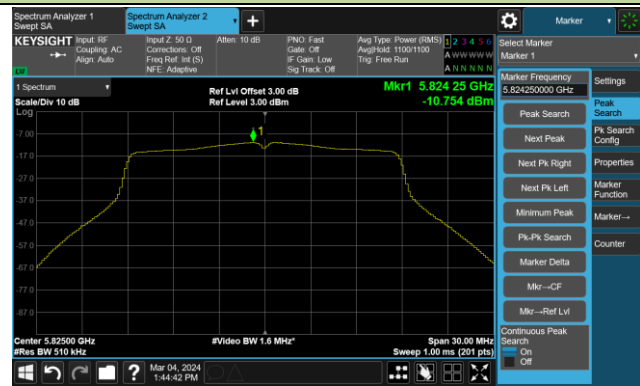 Spectrum Analyzer 1
Swept SA
Spectrum Analyzer 2
Swept SA
Marker
KEYSIGHT
Input: RF
Coupling: AC
Align: Auto
Input Z: 50 Ω
Corrections: Off
Freq Ref: Int (S)
NFE: Adaptive
Atten: 10 dB
PNO: Fast
Gate: Off
IF Gain: Low
Sig Track: Off
Avg Type: Power (RMS)
Avg|Hold: 1100/1100
Trig: Free Run
1 2 3 4 5 6
A W W W W W
A N N N N N
LXI
Select Marker
Marker 1
1 Spectrum
Scale/Div 10 dB
Log
Ref Lvl Offset 3.00 dB
Ref Level 3.00 dBm
Mkr1 5.824 25 GHz
-10.754 dBm
1
-7.00
-17.0
-27.0
-37.0
-47.0
-57.0
-67.0
-77.0
-87.0
Center 5.82500 GHz
#Res BW 510 kHz
#Video BW 1.6 MHz*
Span 30.00 MHz
Sweep 1.00 ms (201 pts)
Marker Frequency
5.824250000 GHz
Peak Search
Next Peak
Next Pk Right
Next Pk Left
Minimum Peak
Pk-Pk Search
Marker Delta
Mkr→CF
Mkr→Ref Lvl
Continuous Peak
Search
On
Off
Settings
Peak
Search
Pk Search
Config
Properties
Marker
Function
Marker→
Counter
?
Mar 04, 2024
1:44:42 PM